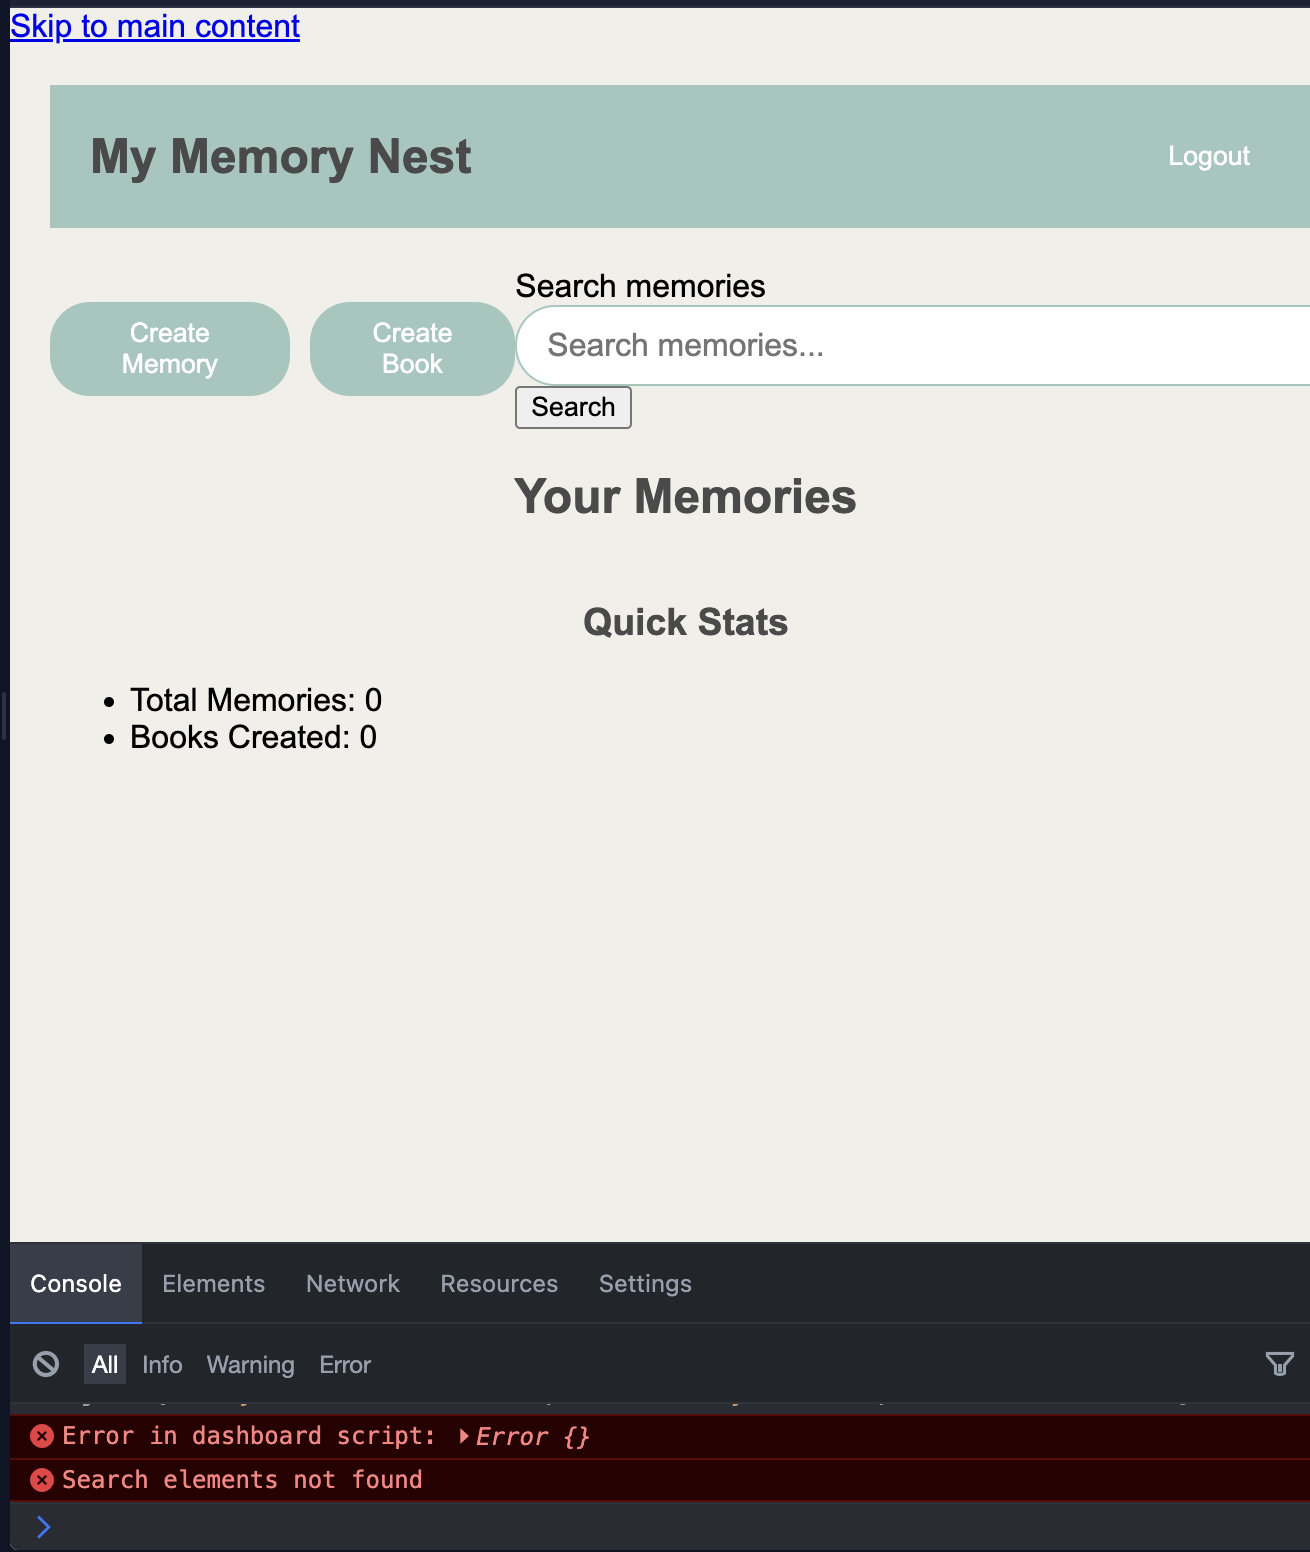 Skip to main content
My Memory Nest
Logout
Search memories
Create
Memory
Create
Book
Search memories...
Search
Your Memories
Quick Stats
• Total Memories: 0
• Books Created: 0
Console Elements Network Resources Settings
All Info Warning Error
Error in dashboard script: Error {}
Search elements not found